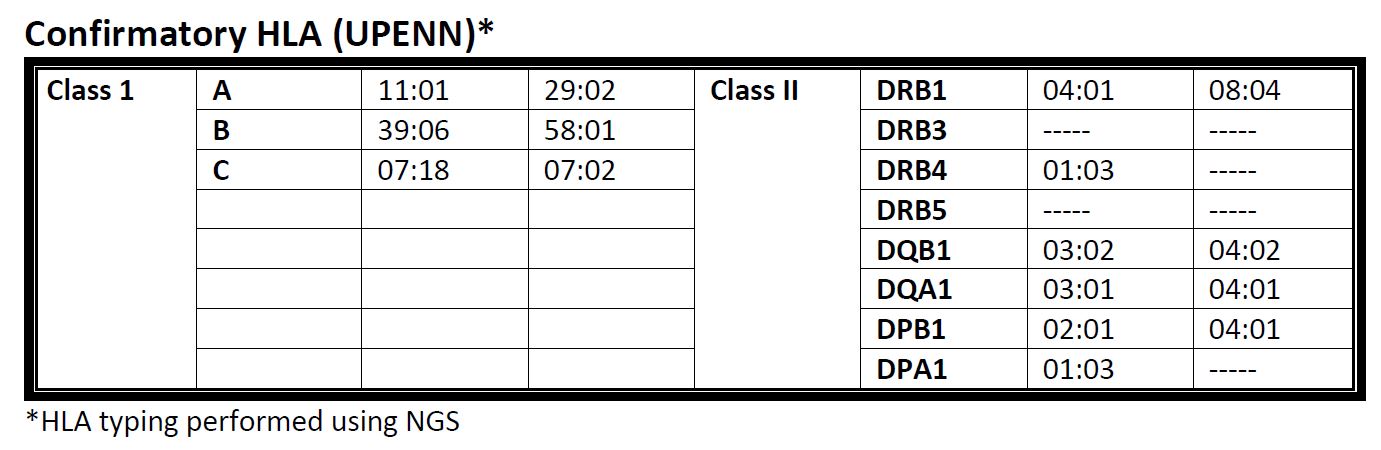 Confirmatory HLA (UPENN)*
Class 1 A 11:01 29:02 Class II DRB1 04:01 08:04
B 39:06 58:01 DRB3 ----- -----
C 07:18 07:02 DRB4 01:03 -----
DRB5 ----- -----
DQB1 03:02 04:02
DQA1 03:01 04:01
DPB1 02:01 04:01
DPA1 01:03 -----
*HLA typing performed using NGS